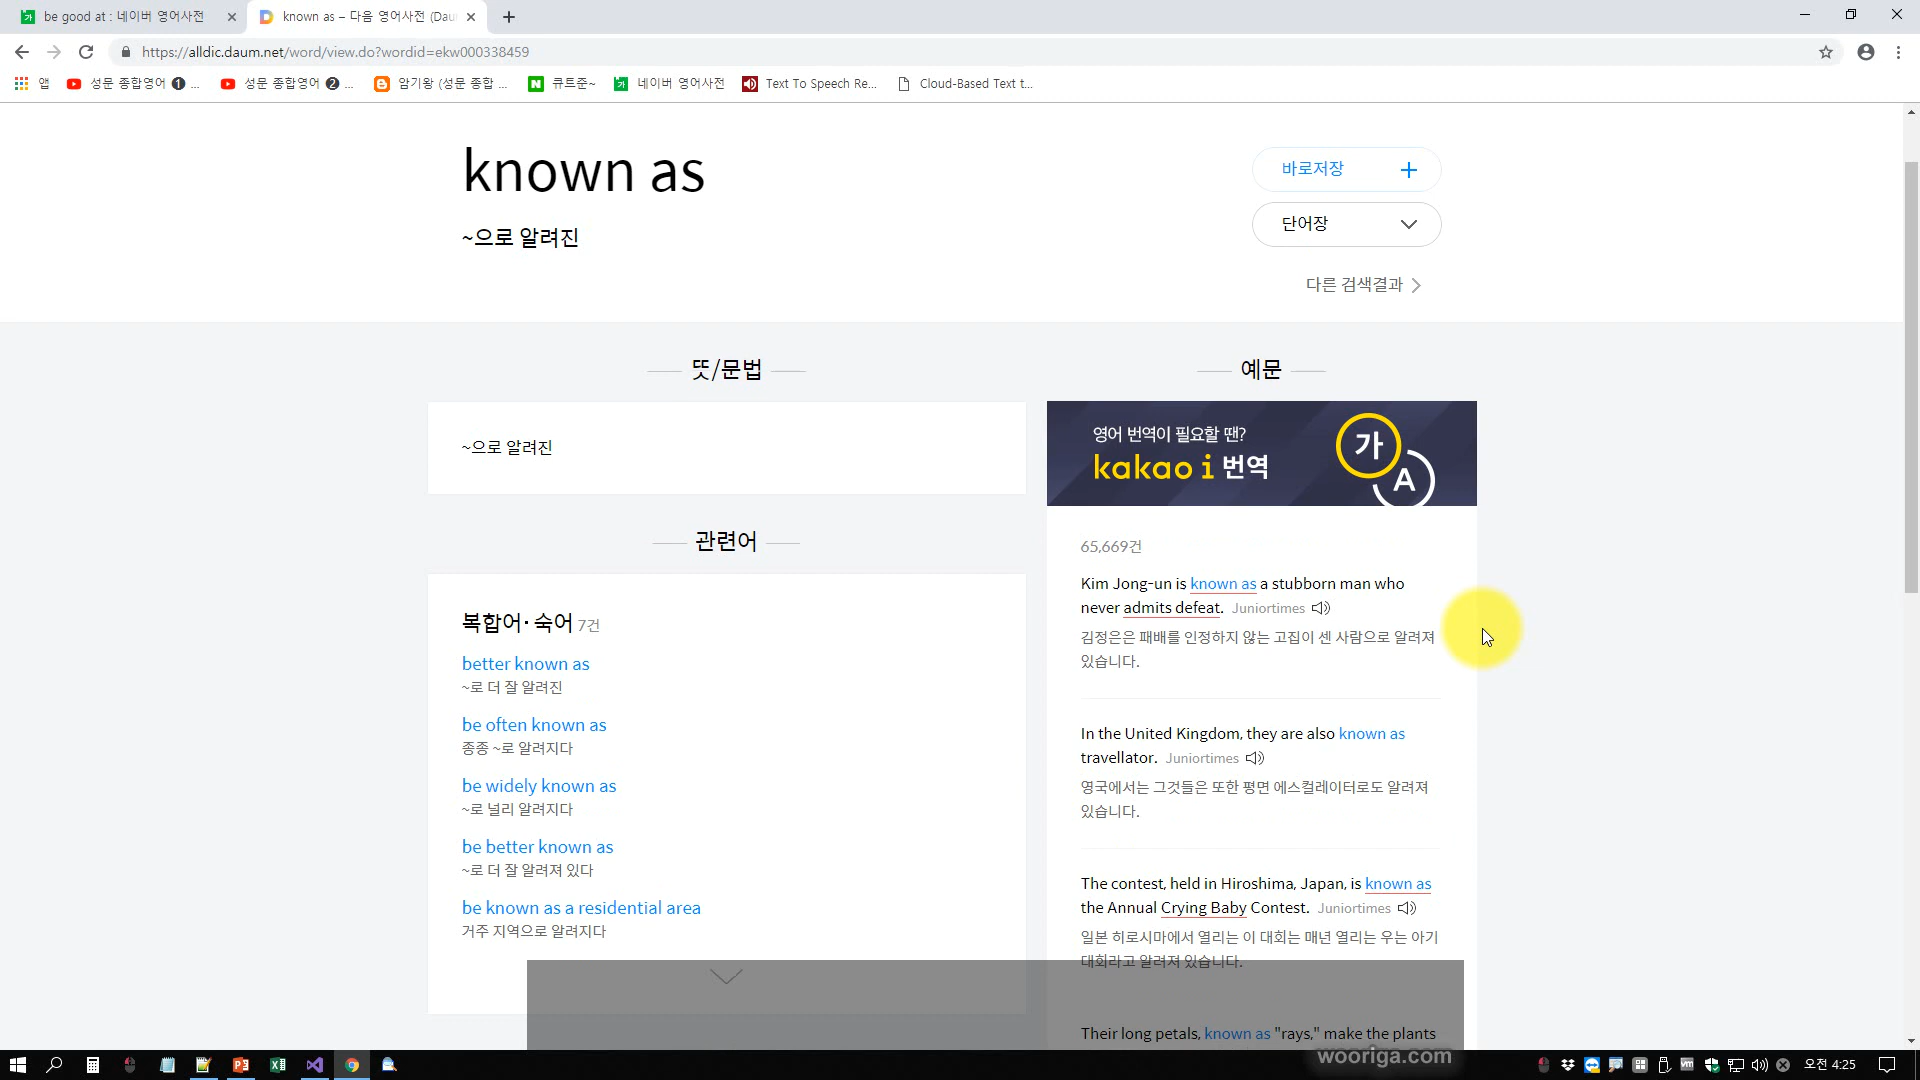 be good at : 네이버 영어사전
known as – 다음 영어사전 (Dau
https://alldic.daum.net/word/view.do?wordid=ekw000338459
앱
성문 종합영어 ❶ ...
성문 종합영어 ❷ ...
암기왕 (성문 종합 ...
큐트준~
네이버 영어사전
Text To Speech Re...
Cloud-Based Text t...
known as
~으로 알려진
바로저장
단어장
다른 검색결과
뜻/문법
~으로 알려진
관련어
복합어·숙어 7건
better known as
~로 더 잘 알려진
be often known as
종종 ~로 알려지다
be widely known as
~로 널리 알려지다
be better known as
~로 더 잘 알려져 있다
be known as a residential area
거주 지역으로 알려지다
예문
영어 번역이 필요할 땐?
kakao i 번역
가
A
65,669건
Kim Jong-un is known as a stubborn man who
never admits defeat. Juniortimes
김정은은 패배를 인정하지 않는 고집이 센 사람으로 알려져
있습니다.
In the United Kingdom, they are also known as
travellator. Juniortimes
영국에서는 그것들은 또한 평면 에스컬레이터로도 알려져
있습니다.
The contest, held in Hiroshima, Japan, is known as
the Annual Crying Baby Contest. Juniortimes
일본 히로시마에서 열리는 이 대회는 매년 열리는 우는 아기
대회라고 알려져 있습니다.
Their long petals, known as "rays," make the plants
wooriga.com
오전 4:25